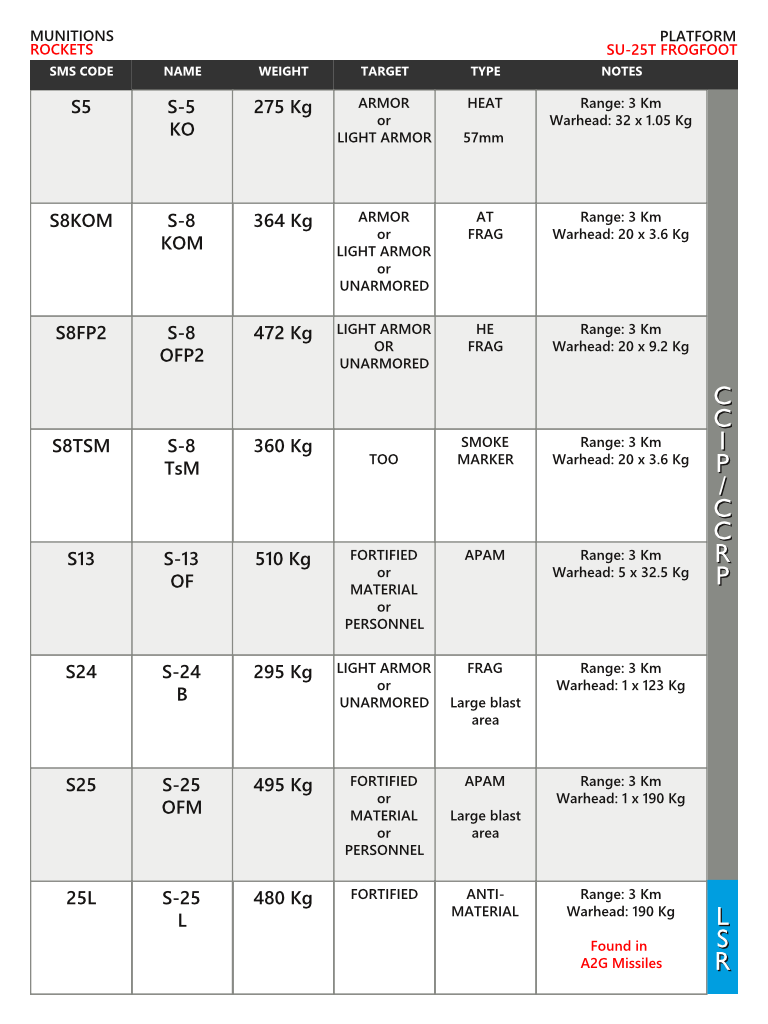 MUNITIONS
ROCKETS
PLATFORM
SU-25T FROGFOOT
SMS CODE NAME WEIGHT TARGET TYPE NOTES
S5
S-5
KO
275 Kg
ARMOR
or
LIGHT ARMOR
HEAT
57mm
Range: 3 Km
Warhead: 32 x 1.05 Kg
S8KOM
S-8
KOM
364 Kg
ARMOR
or
LIGHT ARMOR
or
UNARMORED
AT
FRAG
Range: 3 Km
Warhead: 20 x 3.6 Kg
S8FP2
S-8
OFP2
472 Kg
LIGHT ARMOR
OR
UNARMORED
HE
FRAG
Range: 3 Km
Warhead: 20 x 9.2 Kg
S8TSM
S-8
TsM
360 Kg
TOO
SMOKE
MARKER
Range: 3 Km
Warhead: 20 x 3.6 Kg
S13
S-13
OF
510 Kg
FORTIFIED
or
MATERIAL
or
PERSONNEL
APAM
Range: 3 Km
Warhead: 5 x 32.5 Kg
S24
S-24
B
295 Kg
LIGHT ARMOR
or
UNARMORED
FRAG
Large blast
area
Range: 3 Km
Warhead: 1 x 123 Kg
S25
S-25
OFM
495 Kg
FORTIFIED
or
MATERIAL
or
PERSONNEL
APAM
Large blast
area
Range: 3 Km
Warhead: 1 x 190 Kg
25L
S-25
L
480 Kg
FORTIFIED
ANTI-
MATERIAL
Range: 3 Km
Warhead: 190 Kg
Found in
A2G Missiles
CCIP/CCRP
LSR